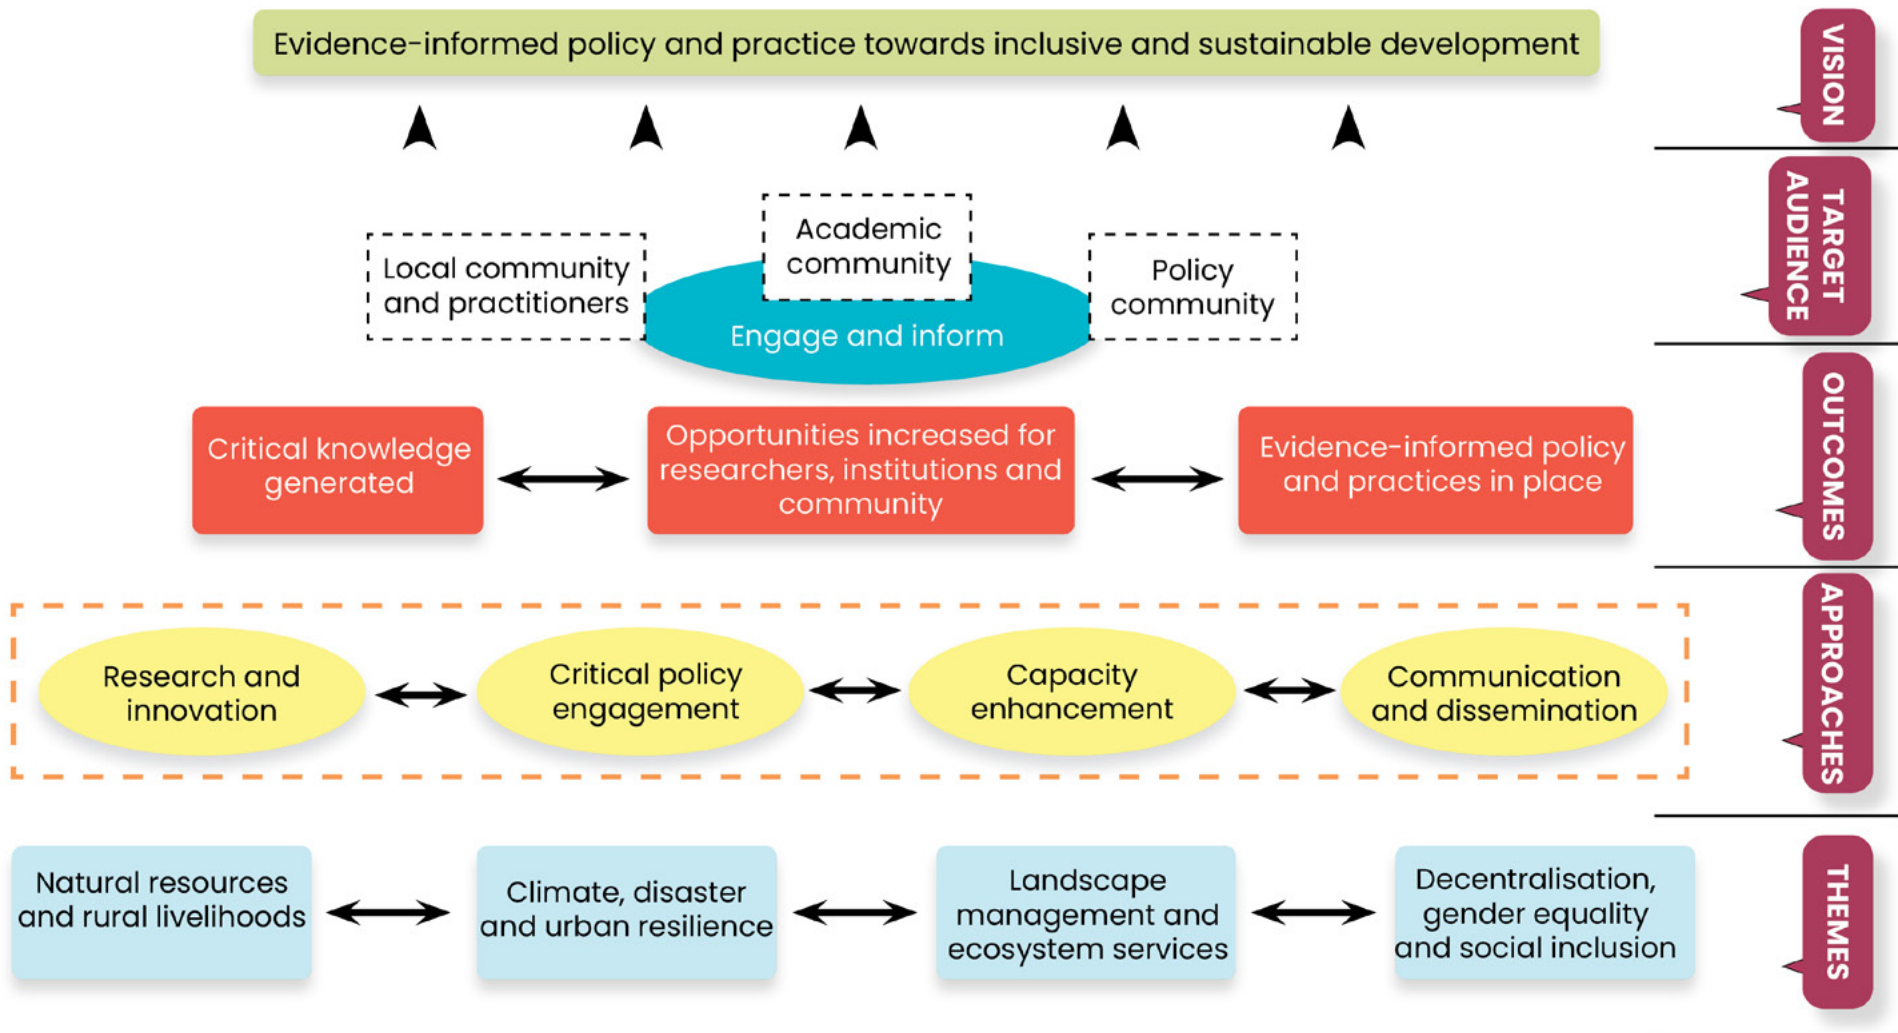 Evidence-informed policy and practice towards inclusive and sustainable development
VISION
Academic
community
Local community
and practitioners
Policy
community
Engage and inform
TARGET
AUDIENCE
Critical knowledge
generated
Opportunities increased for
researchers, institutions and
community
Evidence-informed policy
and practices in place
OUTCOMES
Research and
innovation
Critical policy
engagement
Capacity
enhancement
Communication
and dissemination
APPROACHES
Natural resources
and rural livelihoods
Climate, disaster
and urban resilience
Landscape
management and
ecosystem services
Decentralisation,
gender equality
and social inclusion
THEMES